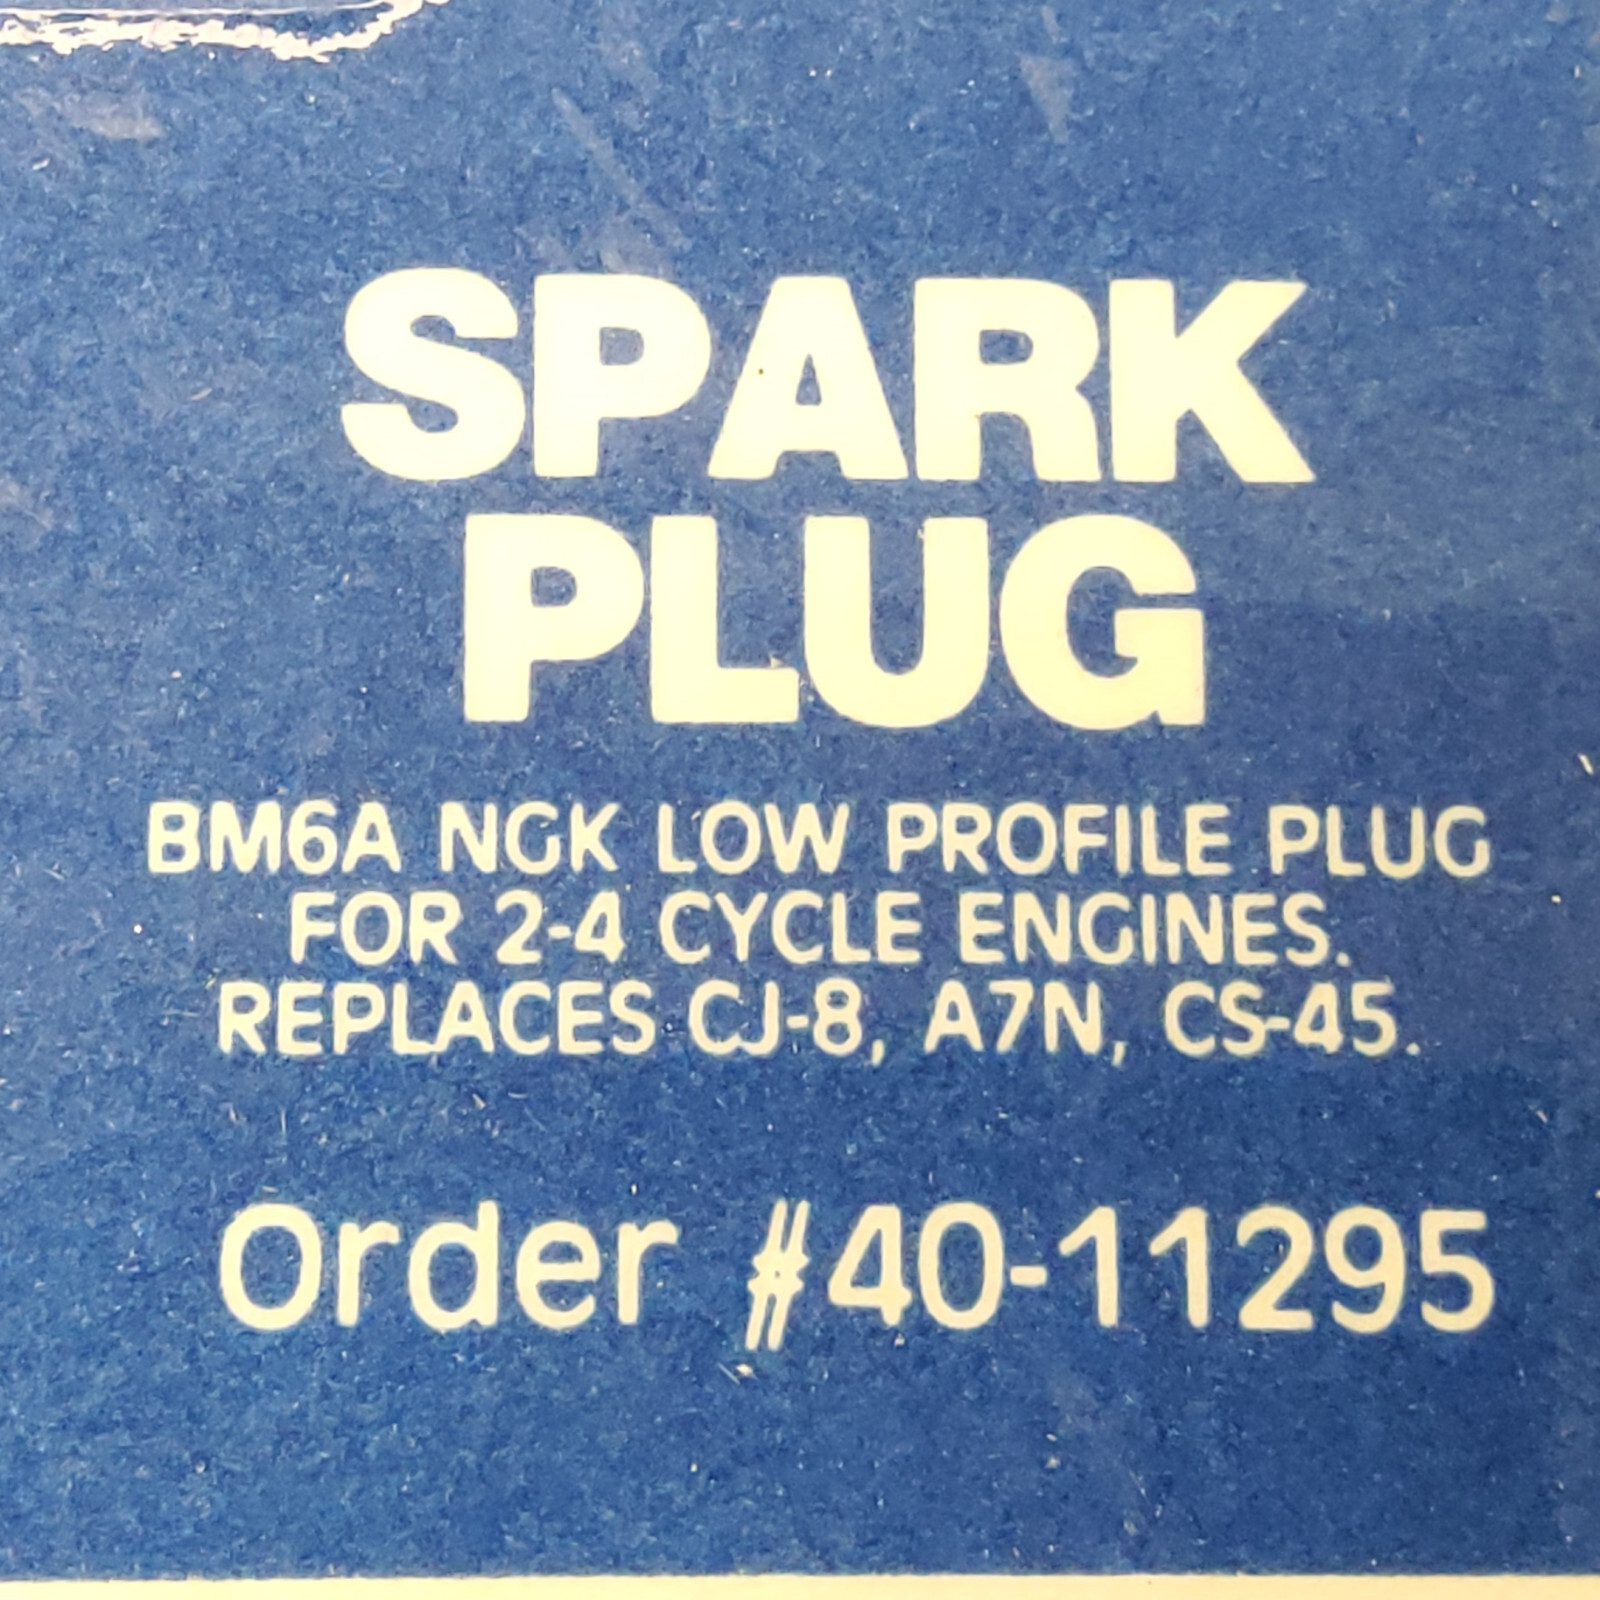 SPARK
PLUG
BM6A NGK LOW PROFILE PLUG
FOR 2-4 CYCLE ENGINES.
REPLACES CJ-8, A7N, CS-45.
Order #40-11295